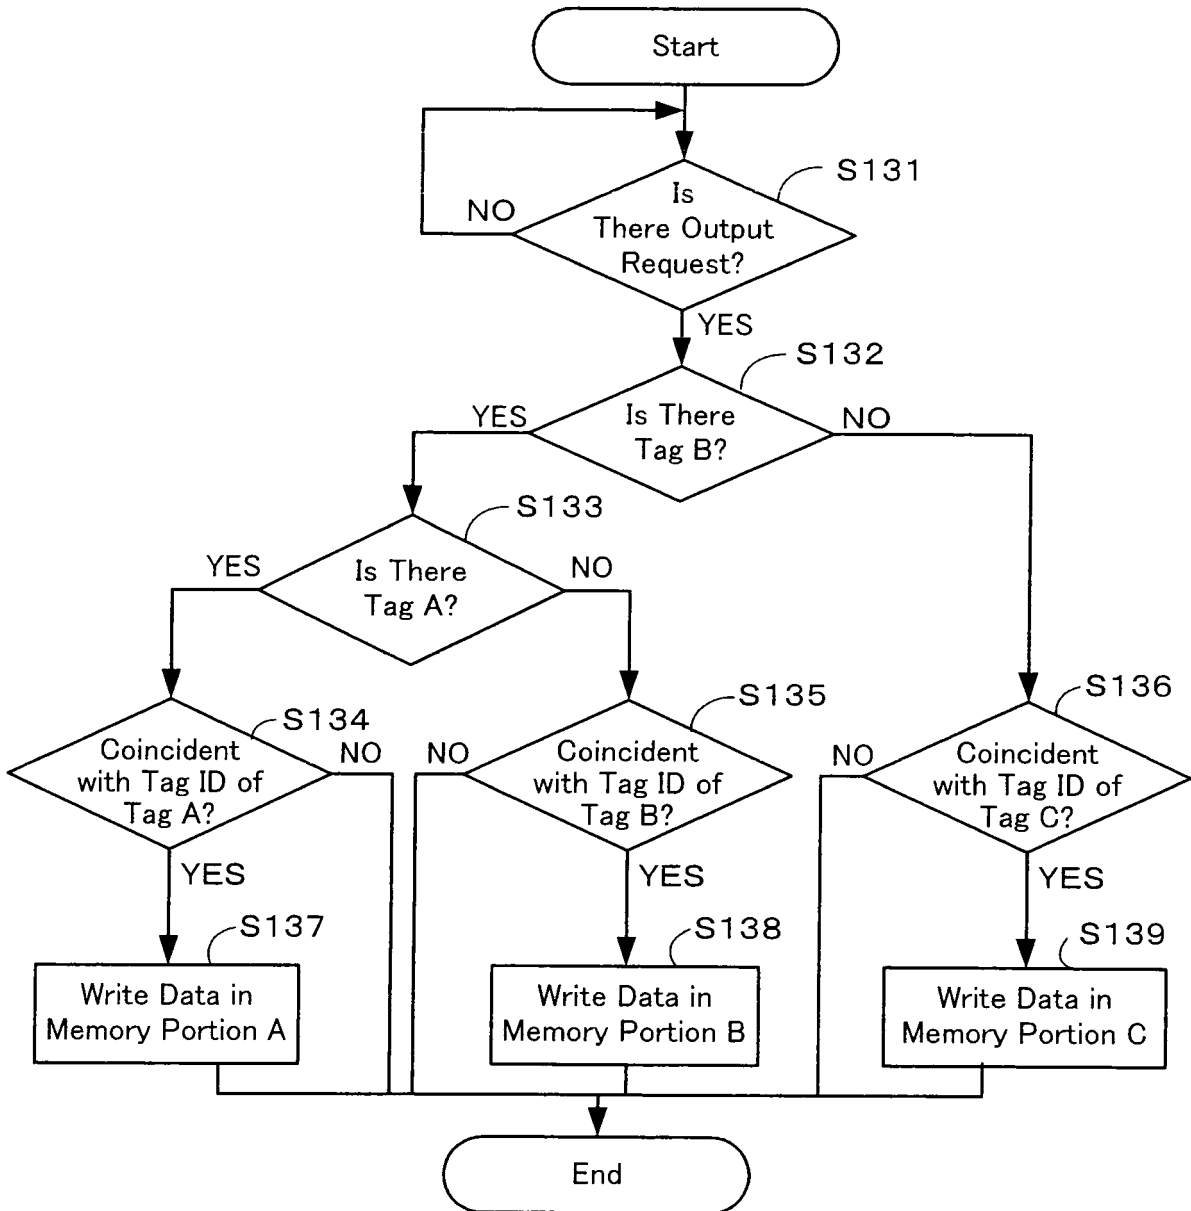 Start
S131
Is
There Output
Request?
NO
YES
S132
Is There
Tag B?
YES
NO
S133
Is There
Tag A?
YES
NO
S134
Coincident
with Tag ID of
Tag A?
NO
YES
S135
Coincident
with Tag ID of
Tag B?
NO
YES
S136
Coincident
with Tag ID of
Tag C?
NO
YES
S137
Write Data in
Memory Portion A
S138
Write Data in
Memory Portion B
S139
Write Data in
Memory Portion C
End